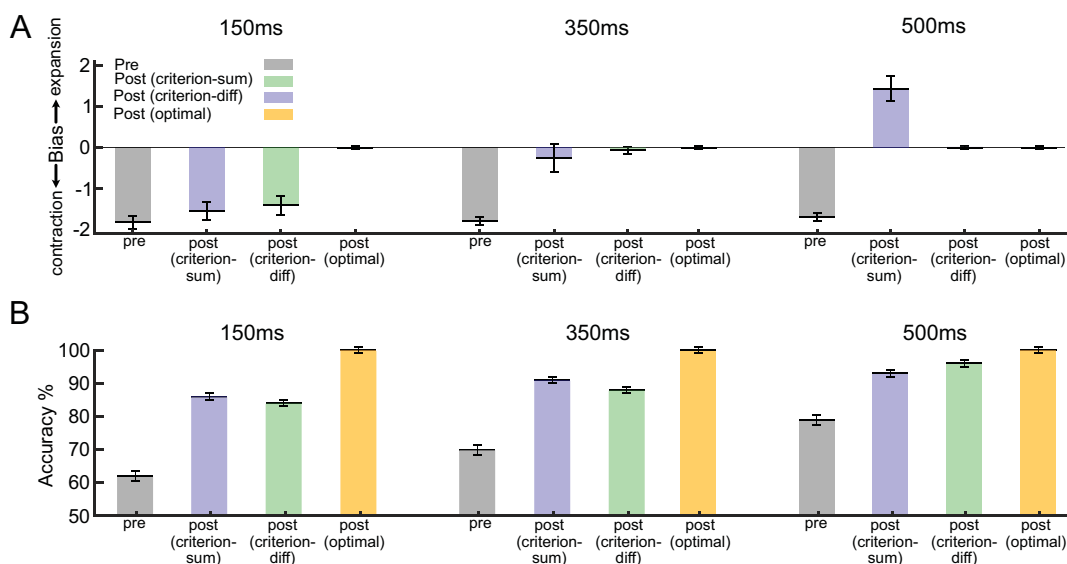 A
150ms
350ms
500ms
contraction ←Bias→ expansion
2
1
0
-1
-2
Pre
Post (criterion-sum)
Post (criterion-diff)
Post (optimal)
pre
post (criterion-sum)
post (criterion-diff)
post (optimal)
pre
post (criterion-sum)
post (criterion-diff)
post (optimal)
pre
post (criterion-sum)
post (criterion-diff)
post (optimal)
B
150ms
350ms
500ms
Accuracy %
100
90
80
70
60
50
pre
post (criterion-sum)
post (criterion-diff)
post (optimal)
pre
post (criterion-sum)
post (criterion-diff)
post (optimal)
pre
post (criterion-sum)
post (criterion-diff)
post (optimal)